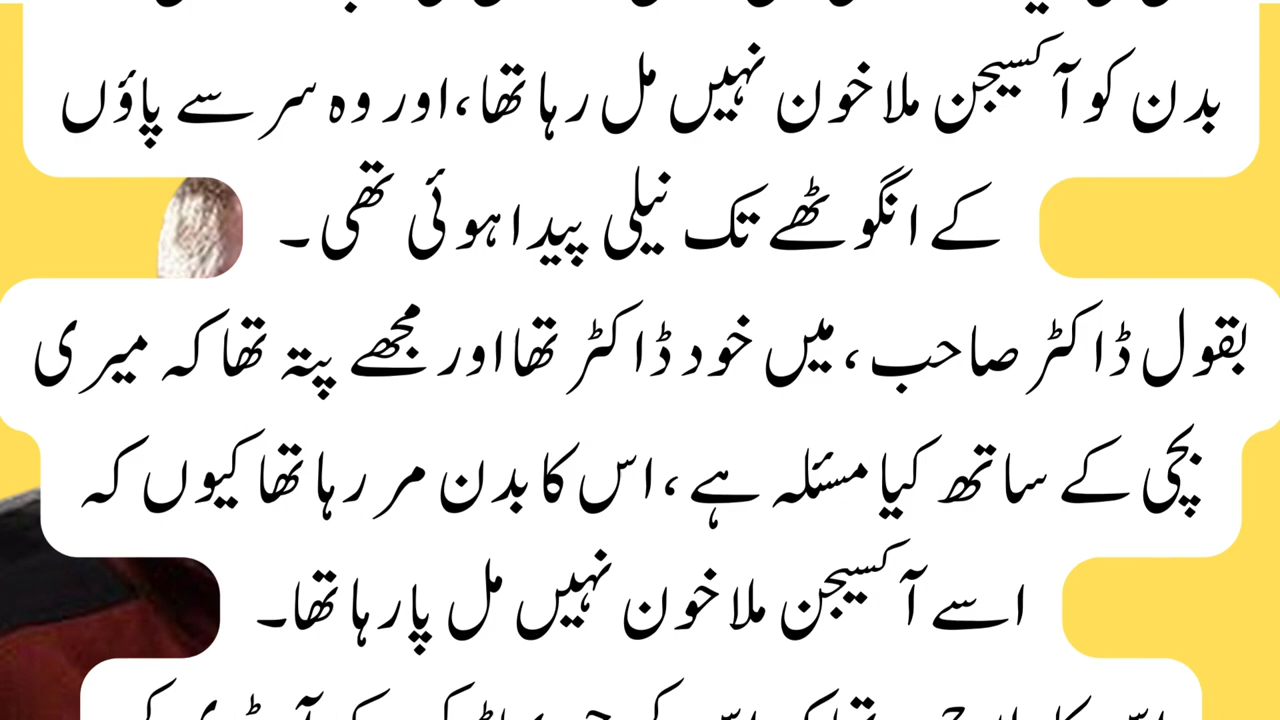 بدن کو آکسیجن ملا خون نہیں مل رہا تھا، اور وہ سر سے پاؤں
کے انگوٹھے تک نیلی پیدا ہوئی تھی۔
بقول ڈاکٹر صاحب، میں خود ڈاکٹر تھا اور مجھے پتہ تھا کہ میری
بچی کے ساتھ کیا مسئلہ ہے، اس کا بدن مر رہا تھا کیوں کہ
اسے آکسیجن ملا خون نہیں مل پا رہا تھا۔